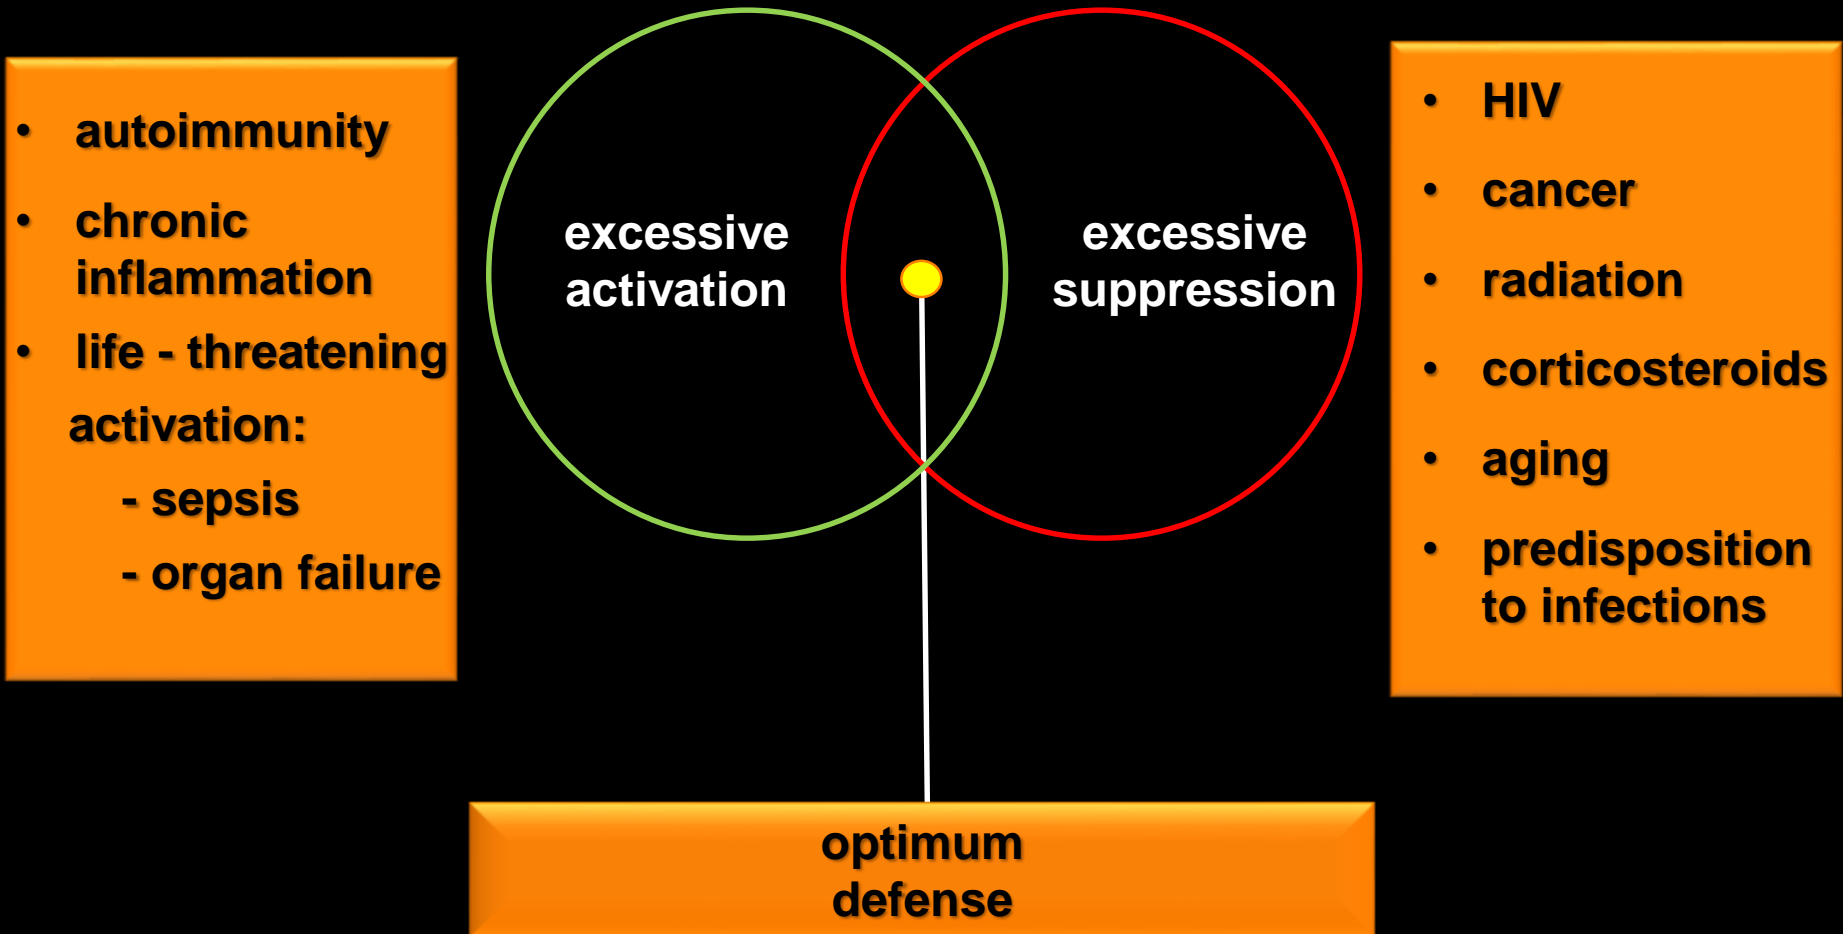 • autoimmunity
• chronic
inflammation
• life - threatening
activation:
- sepsis
- organ failure
excessive
activation
excessive
suppression
• HIV
• cancer
• radiation
• corticosteroids
• aging
• predisposition
to infections
optimum
defense